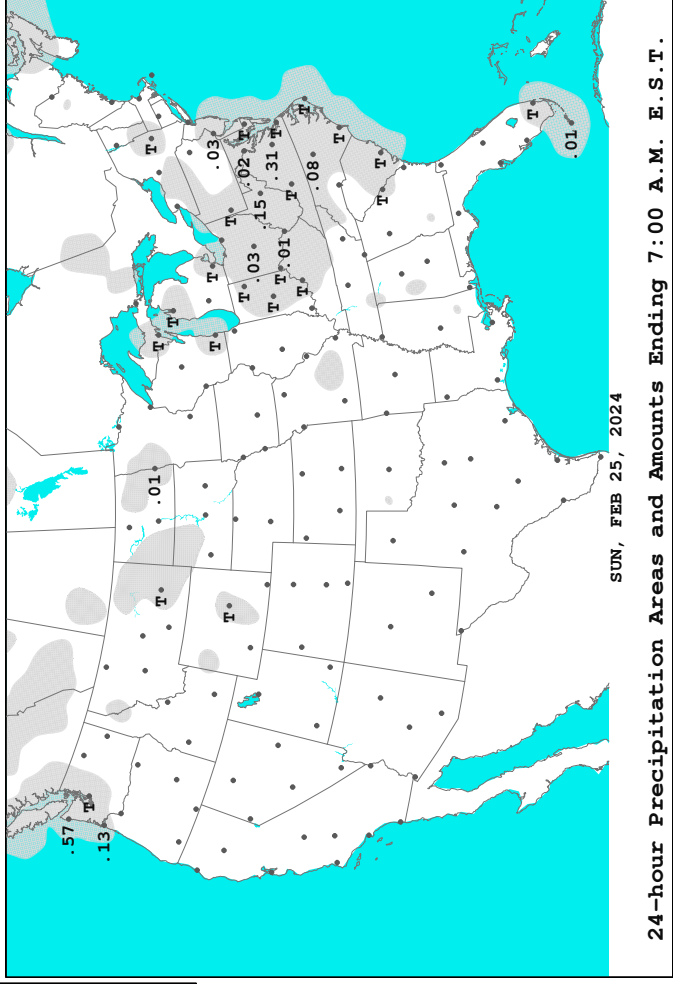 .57
.13
T
.01
T
T
T
T
T
T
T
.03
T
T
T
.01
T
.15
T
.02
.03
T
T
.31
T
.08
T
T
T
T
T
.01
SUN, FEB 25, 2024
24-hour Precipitation Areas and Amounts Ending 7:00 A.M. E.S.T.